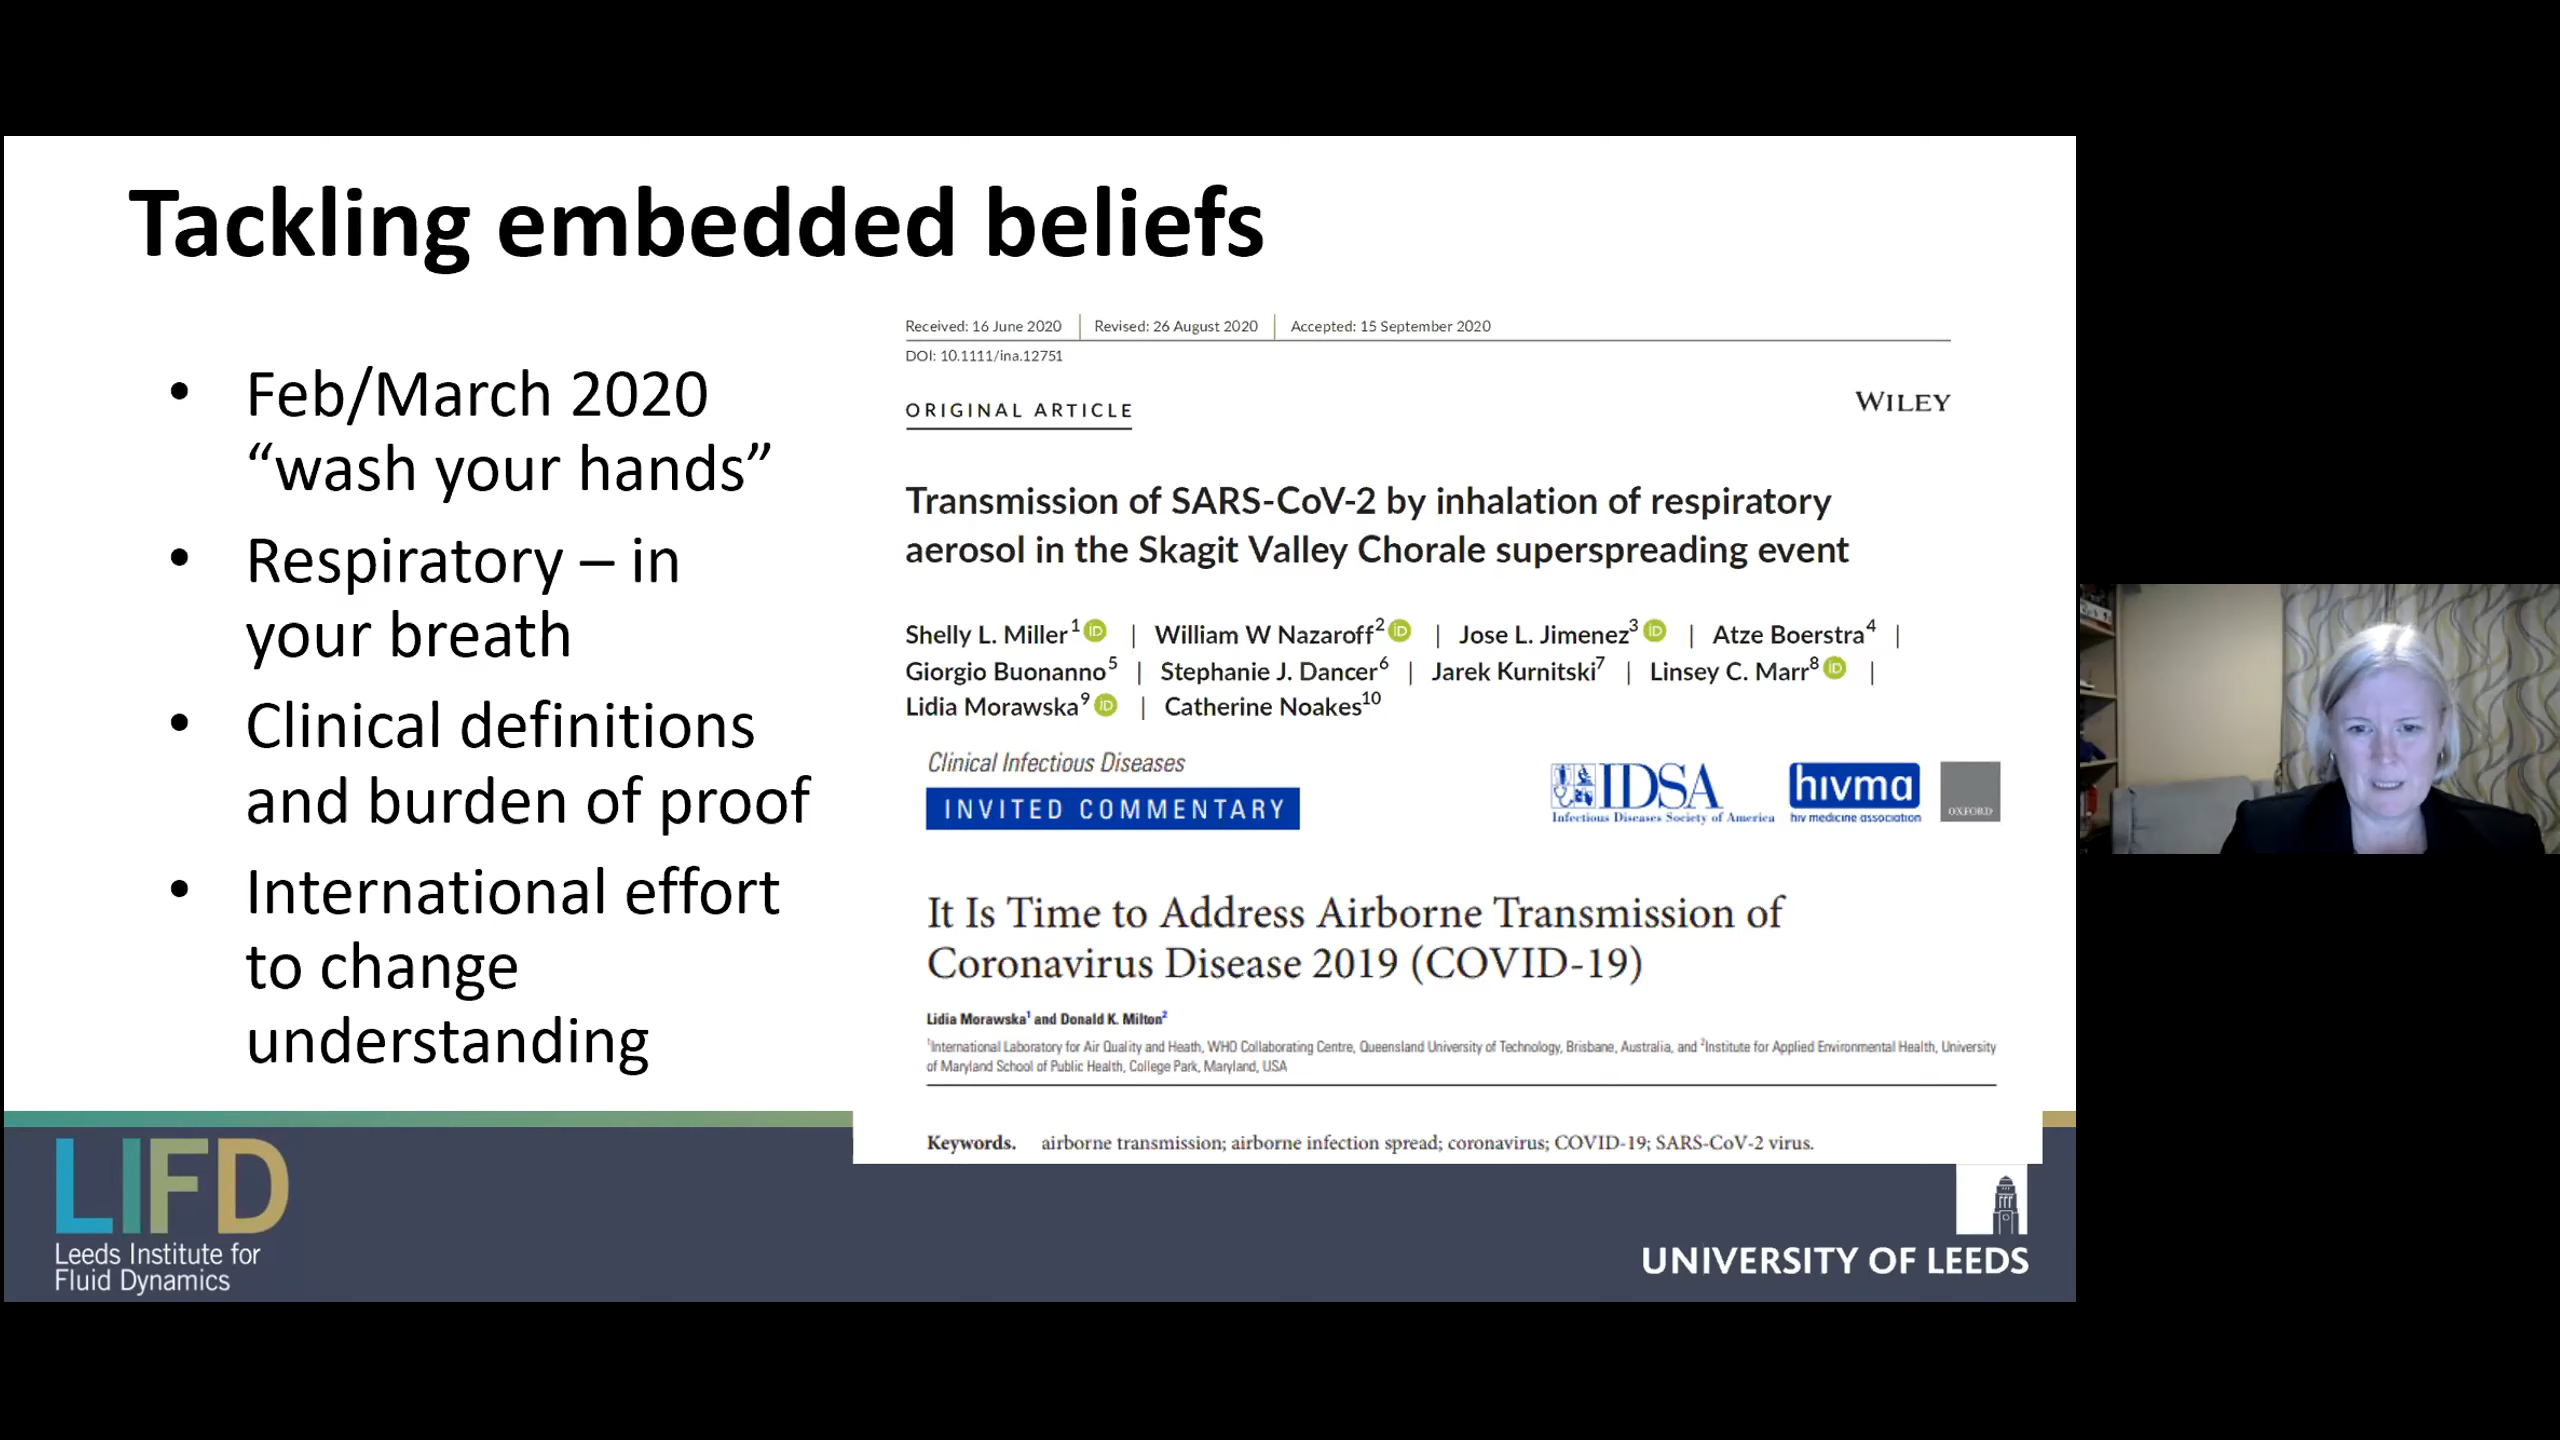 Tackling embedded beliefs
• Feb/March 2020
“wash your hands”
• Respiratory – in
your breath
• Clinical definitions
and burden of proof
• International effort
to change
understanding
Received: 16 June 2020 | Revised: 26 August 2020 | Accepted: 15 September 2020
DOI: 10.1111/ina.12751
ORIGINAL ARTICLE
WILEY
Transmission of SARS-CoV-2 by inhalation of respiratory
aerosol in the Skagit Valley Chorale superspreading event
Shelly L. Miller1 iD | William W Nazaroff2 iD | Jose L. Jimenez3 iD | Atze Boerstra4 |
Giorgio Buonanno5 | Stephanie J. Dancer6 | Jarek Kurnitski7 | Linsey C. Marr8 iD |
Lidia Morawska9 iD | Catherine Noakes10
Clinical Infectious Diseases
INVITED COMMENTARY
IDSA
Infectious Diseases Society of America
hivma
hiv medicine association
OXFORD
It Is Time to Address Airborne Transmission of
Coronavirus Disease 2019 (COVID-19)
Lidia Morawska1 and Donald K. Milton2
1International Laboratory for Air Quality and Heath, WHO Collaborating Centre, Queensland University of Technology, Brisbane, Australia, and 2Institute for Applied Environmental Health, University
of Maryland School of Public Health, College Park, Maryland, USA
Keywords. airborne transmission; airborne infection spread; coronavirus; COVID-19; SARS-CoV-2 virus.
LIFD
Leeds Institute for
Fluid Dynamics
UNIVERSITY OF LEEDS